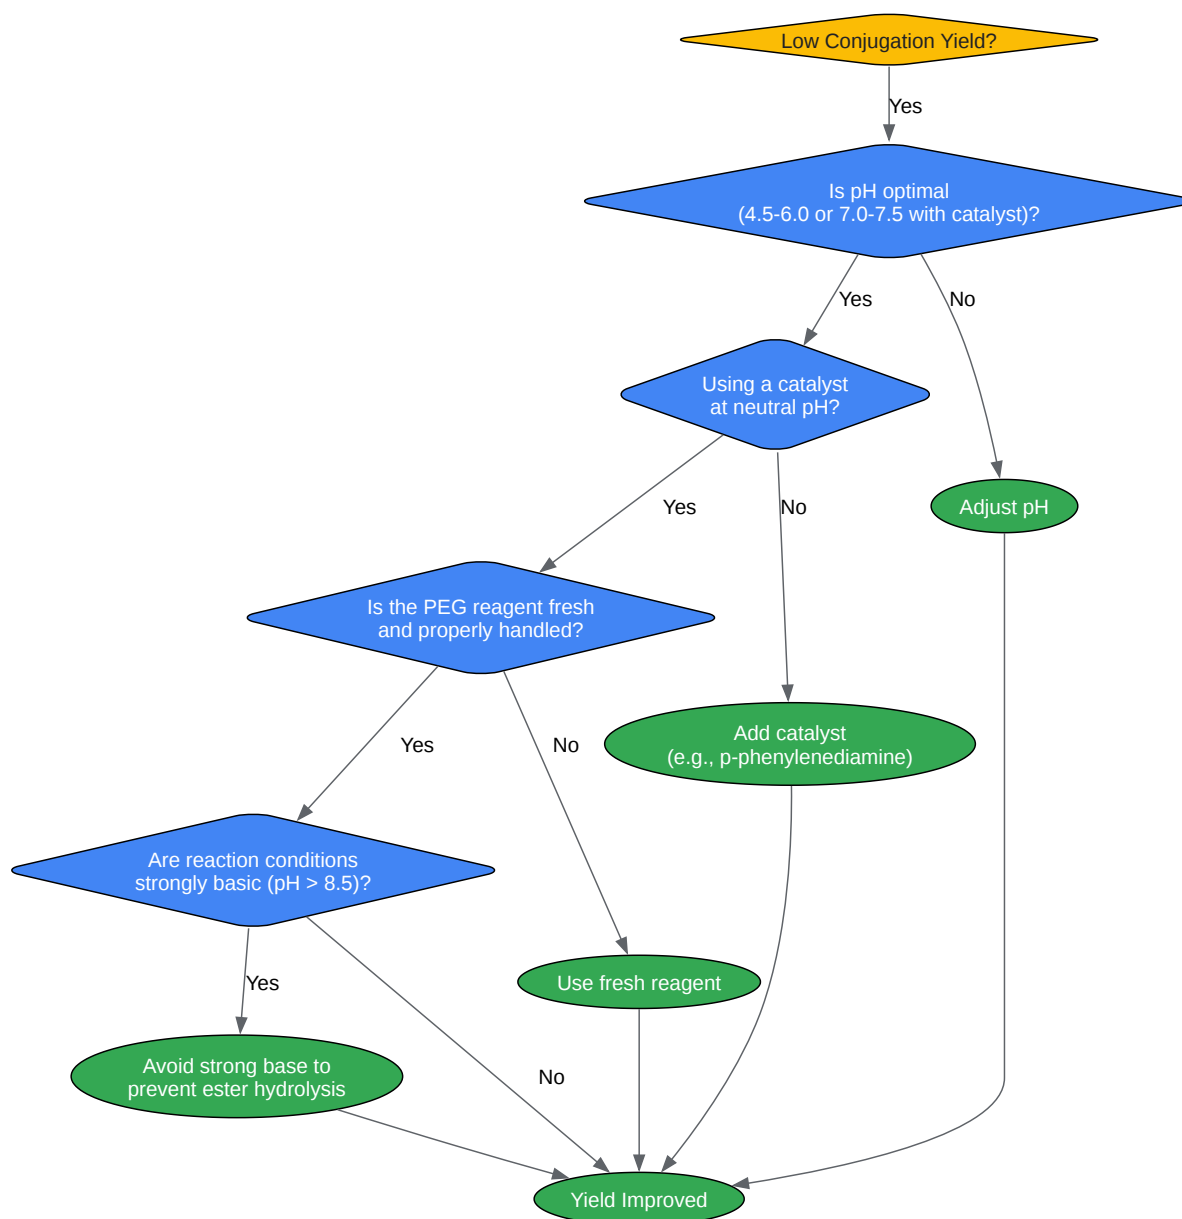 Low Conjugation Yield?
Yes
Is pH optimal
(4.5-6.0 or 7.0-7.5 with catalyst)?
Yes
No
Using a catalyst
at neutral pH?
Yes
No
Adjust pH
Is the PEG reagent fresh
and properly handled?
Yes
No
Add catalyst
(e.g., p-phenylenediamine)
Are reaction conditions
strongly basic (pH > 8.5)?
Yes
No
Use fresh reagent
Avoid strong base to
prevent ester hydrolysis
Yield Improved